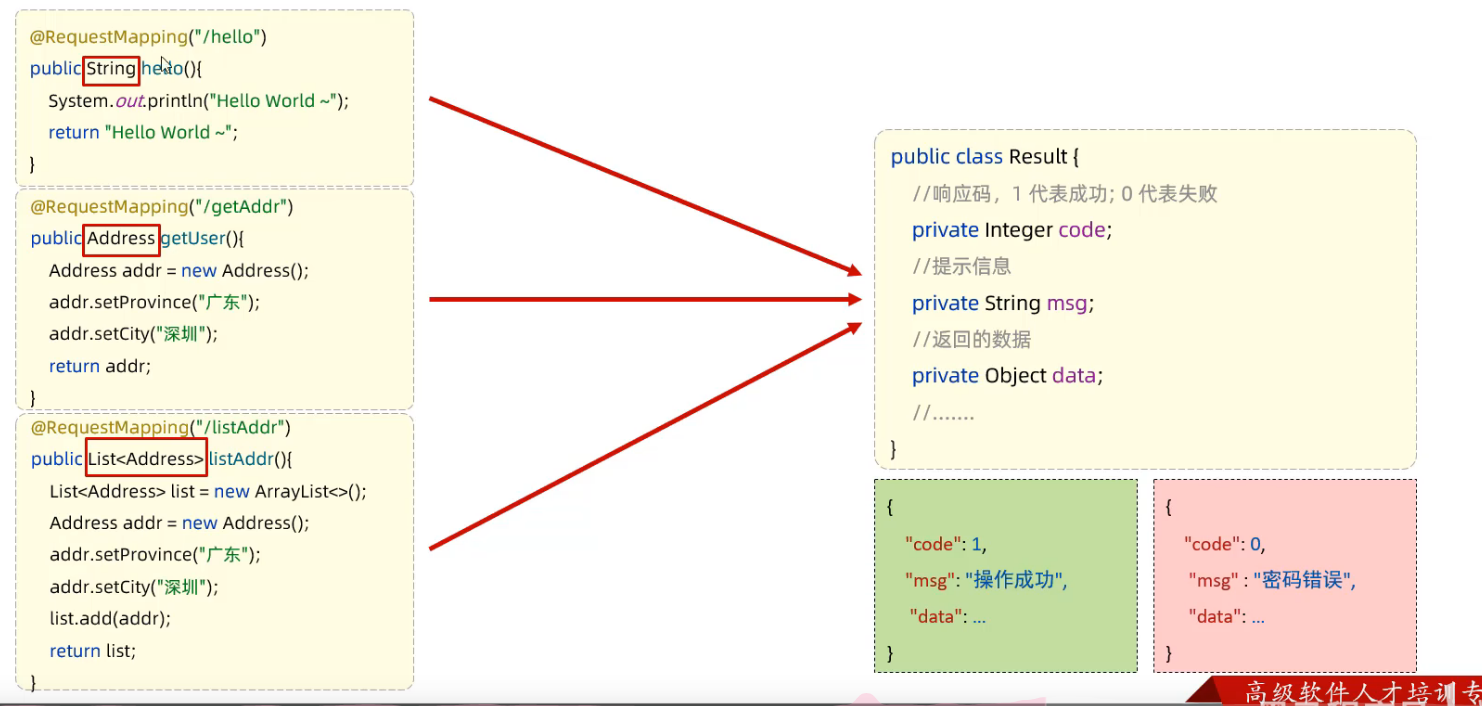 @RequestMapping("/hello")
public String hello(){
System.out.println("Hello World ~");
return "Hello World ~";
}
@RequestMapping("/getAddr")
public Address getUser(){
Address addr = new Address();
addr.setProvince("广东");
addr.setCity("深圳");
return addr;
}
@RequestMapping("/listAddr")
public List<Address> listAddr(){
List<Address> list = new ArrayList<>();
Address addr = new Address();
addr.setProvince("广东");
addr.setCity("深圳");
list.add(addr);
return list;
}
public class Result {
//响应码，1 代表成功; 0 代表失败
private Integer code;
//提示信息
private String msg;
//返回的数据
private Object data;
//.......
}
{
"code": 1,
"msg": "操作成功",
"data": ...
}
{
"code": 0,
"msg" : "密码错误",
"data": ...
}
高级软件人才培训专